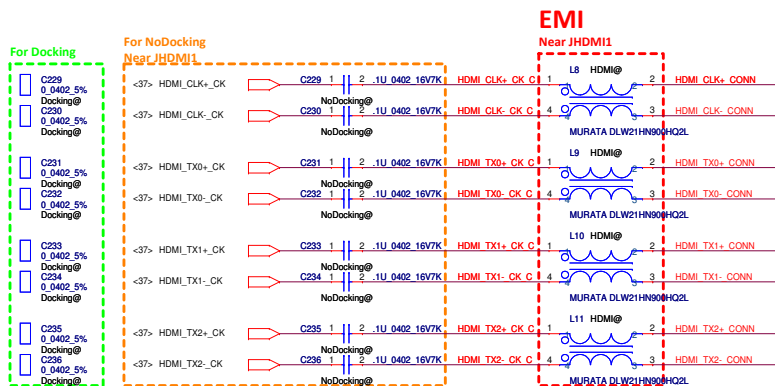 EMI
Near JHDMI1
For NoDocking
Near JHDMI1
For Docking
C229
0_0402_5%
Docking@
C230
0_0402_5%
Docking@
C231
0_0402_5%
Docking@
C232
0_0402_5%
Docking@
C233
0_0402_5%
Docking@
C234
0_0402_5%
Docking@
C235
0_0402_5%
Docking@
C236
0_0402_5%
Docking@
L8 HDMI@
<37> HDMI_CLK+_CK C229 1 2 .1U_0402_16V7K HDMI_CLK+_CK_C 1 2 HDMI_CLK+_CONN
NoDocking@
<37> HDMI_CLK-_CK C230 1 2 .1U_0402_16V7K HDMI_CLK-_CK_C 4 3 HDMI_CLK-_CONN
NoDocking@
MURATA DLW21HN900HQ2L
L9 HDMI@
<37> HDMI_TX0+_CK C231 1 2 .1U_0402_16V7K HDMI_TX0+_CK_C 1 2 HDMI_TX0+_CONN
NoDocking@
<37> HDMI_TX0-_CK C232 1 2 .1U_0402_16V7K HDMI_TX0-_CK_C 4 3 HDMI_TX0-_CONN
NoDocking@
MURATA DLW21HN900HQ2L
L10 HDMI@
<37> HDMI_TX1+_CK C233 1 2 .1U_0402_16V7K HDMI_TX1+_CK_C 1 2 HDMI_TX1+_CONN
NoDocking@
<37> HDMI_TX1-_CK C234 1 2 .1U_0402_16V7K HDMI_TX1-_CK_C 4 3 HDMI_TX1-_CONN
NoDocking@
MURATA DLW21HN900HQ2L
L11 HDMI@
<37> HDMI_TX2+_CK C235 1 2 .1U_0402_16V7K HDMI_TX2+_CK_C 1 2 HDMI_TX2+_CONN
NoDocking@
<37> HDMI_TX2-_CK C236 1 2 .1U_0402_16V7K HDMI_TX2-_CK_C 4 3 HDMI_TX2-_CONN
NoDocking@
MURATA DLW21HN900HQ2L